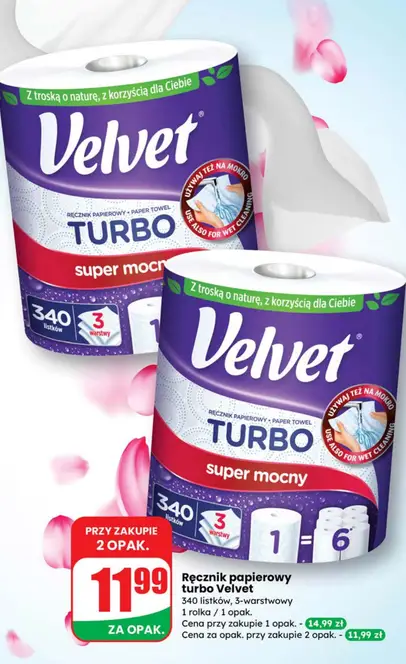 Z troską o naturę, z korzyścią dla Ciebie
Velvet®
UŻYWAJ TEŻ NA MOKRO
USE ALSO FOR WET CLEANING
RĘCZNIK PAPIEROWY • PAPER TOWEL
TURBO
super mocny
340 listków
3 warstwy
1
Z troską o naturę, z korzyścią dla Ciebie
Velvet®
UŻYWAJ TEŻ NA MOKRO
USE ALSO FOR WET CLEANING
RĘCZNIK PAPIEROWY • PAPER TOWEL
TURBO
super mocny
340 listków
3 warstwy
1 = 6
PRZY ZAKUPIE
2 OPAK.
11 99
ZA OPAK.
Ręcznik papierowy
turbo Velvet
340 listków, 3-warstwowy
1 rolka / 1 opak.
Cena przy zakupie 1 opak. - 14,99 zł
Cena za opak. przy zakupie 2 opak. - 11,99 zł